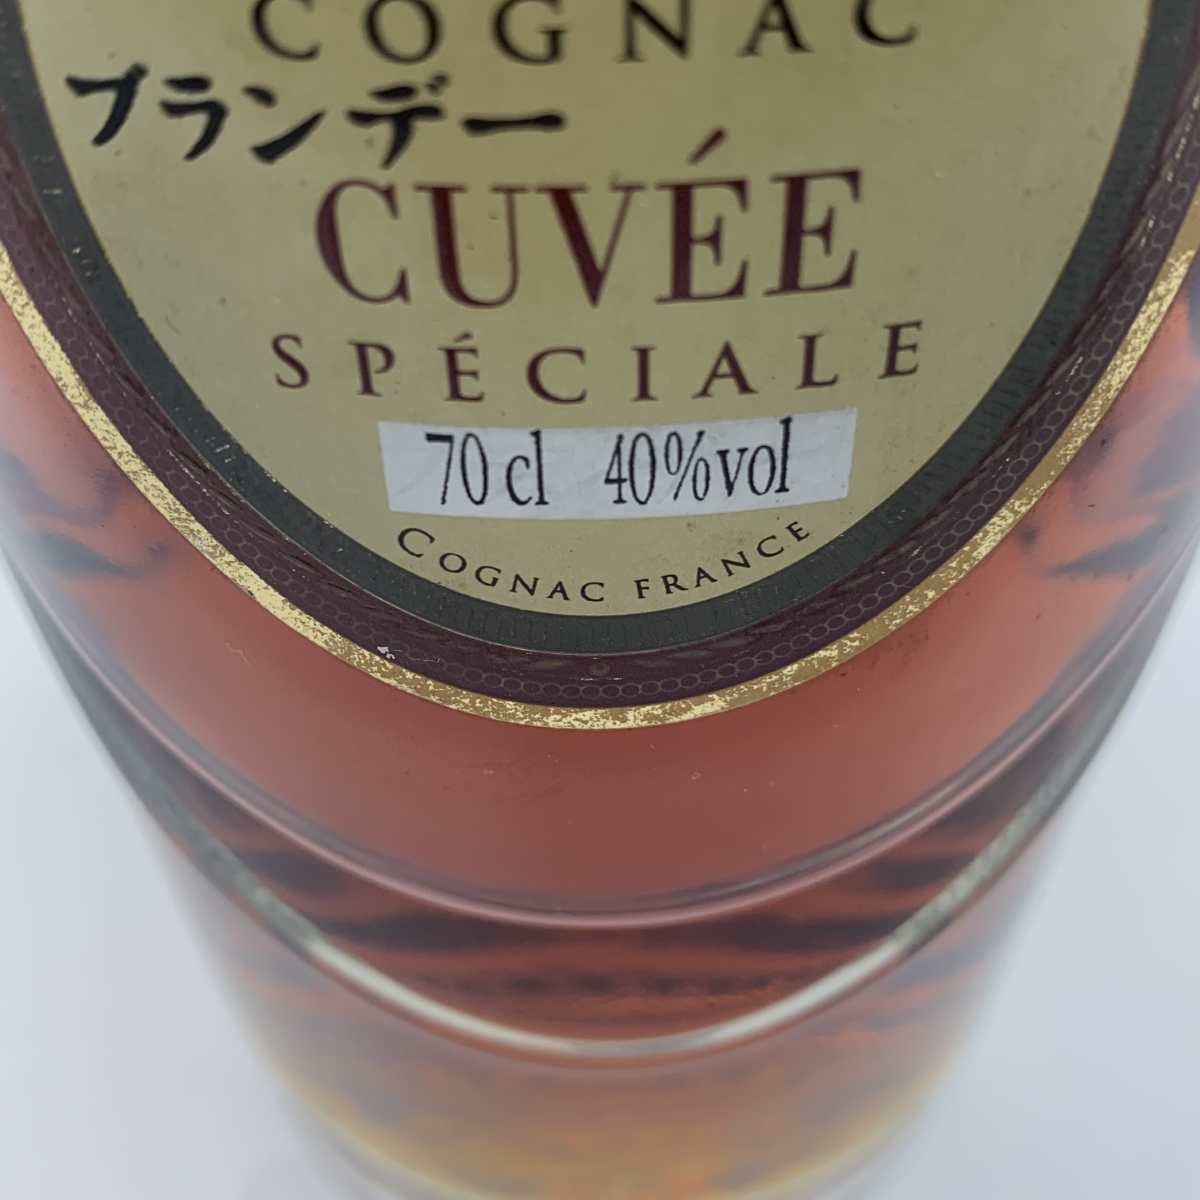 COGNAC
ブランデー
CUVÉE
SPÉCIALE
70 cl 40%vol
COGNAC FRANCE